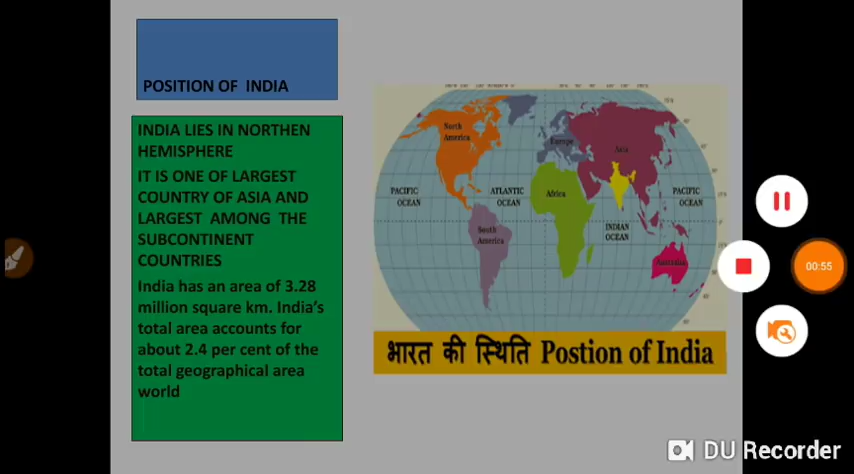 POSITION OF INDIA
INDIA LIES IN NORTHEN
HEMISPHERE
IT IS ONE OF LARGEST
COUNTRY OF ASIA AND
LARGEST AMONG THE
SUBCONTINENT
COUNTRIES
India has an area of 3.28
million square km. India's
total area accounts for
about 2.4 per cent of the
total geographical area
world
North
America
Europe
Asia
PACIFIC
OCEAN
ATLANTIC
OCEAN
Africa
PACIFIC
OCEAN
South
America
INDIAN
OCEAN
Australia
भारत की स्थिति Postion of India
00:55
DU Recorder